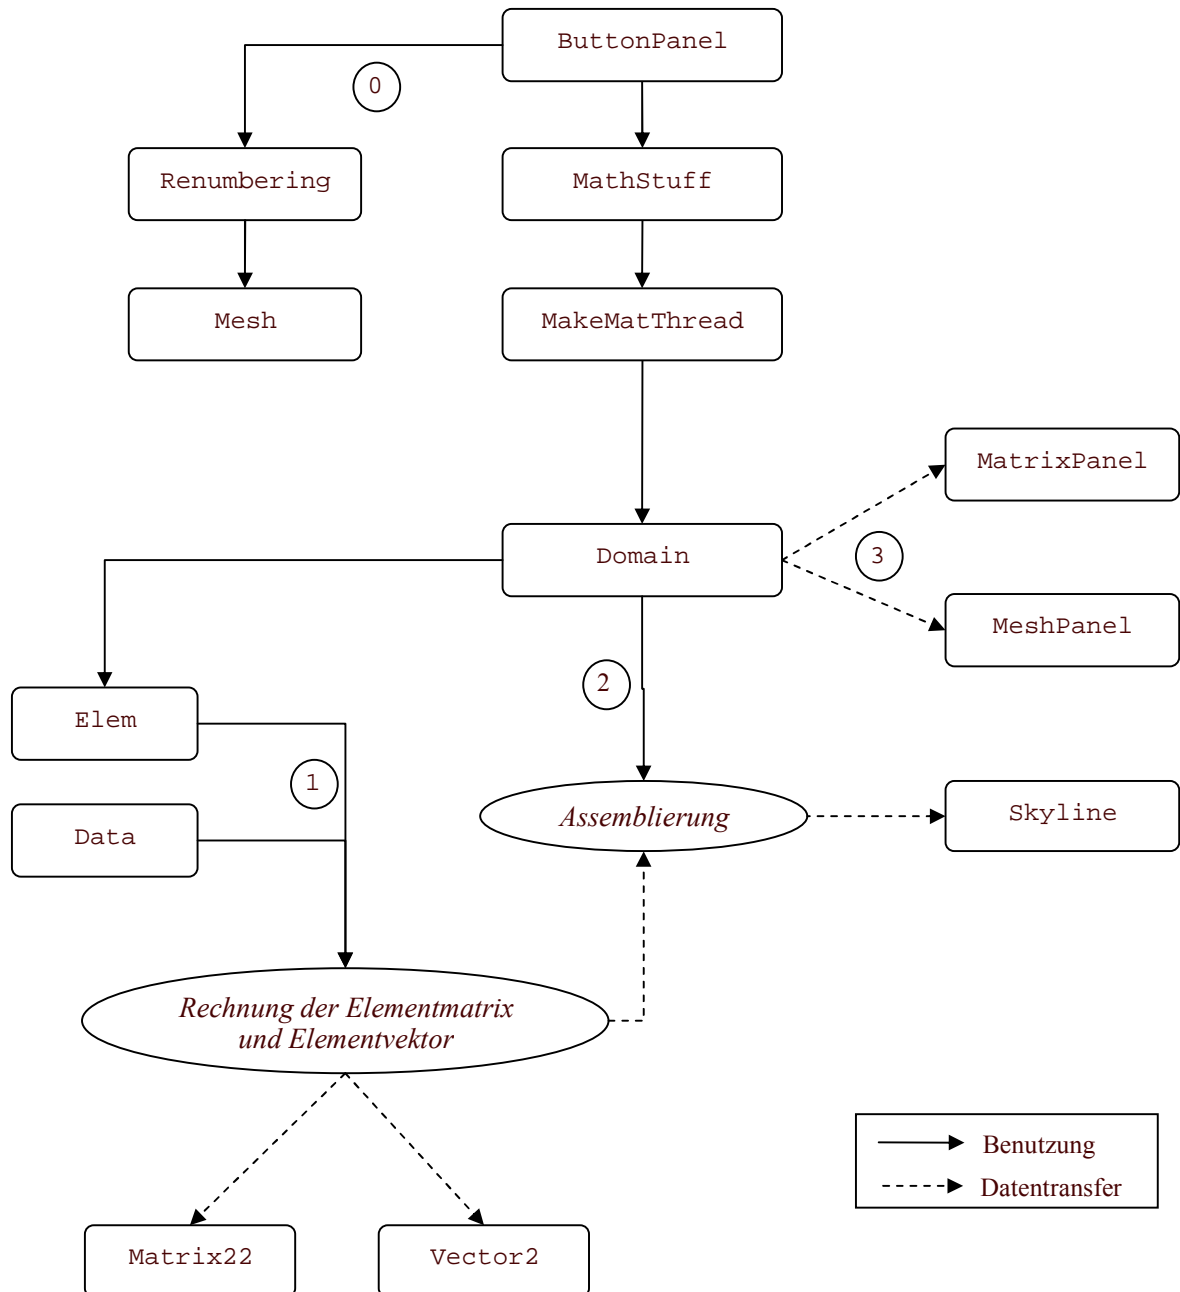 ButtonPanel
0
Renumbering
MathStuff
Mesh
MakeMatThread
MatrixPanel
Domain
3
MeshPanel
2
Elem
1
Data
Assemblierung
Skyline
Rechnung der Elementmatrix
und Elementvektor
Benutzung
Datentransfer
Matrix22
Vector2